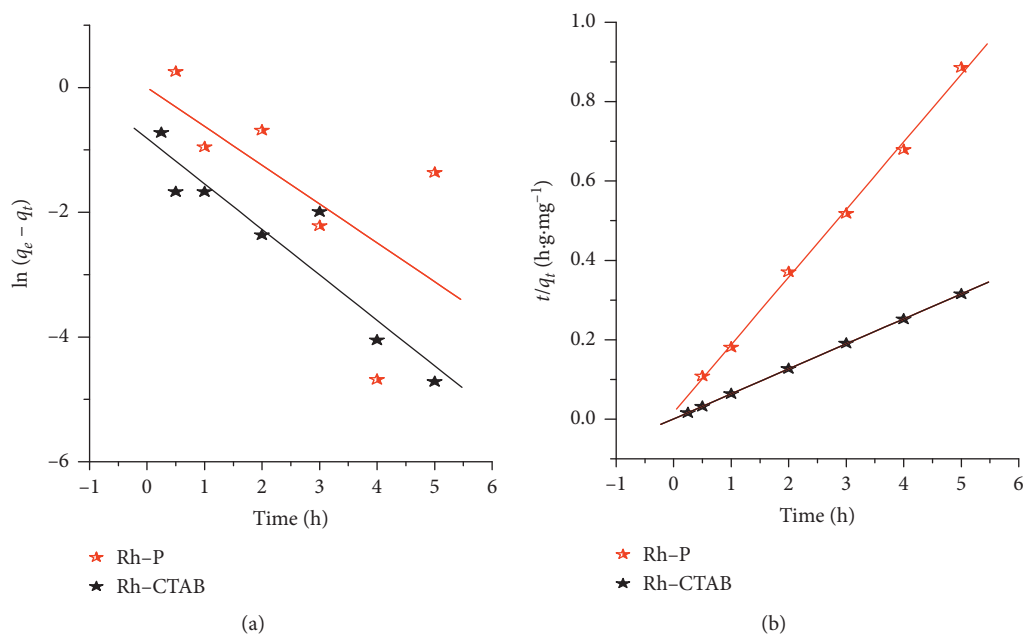 0
–2
–4
–6
ln (qe – qt)
–1 0 1 2 3 4 5 6
Time (h)
Rh–P
Rh–CTAB
(a)
1.0
0.8
0.6
0.4
0.2
0.0
t/qt (h·g·mg⁻¹)
–1 0 1 2 3 4 5 6
Time (h)
Rh–P
Rh–CTAB
(b)